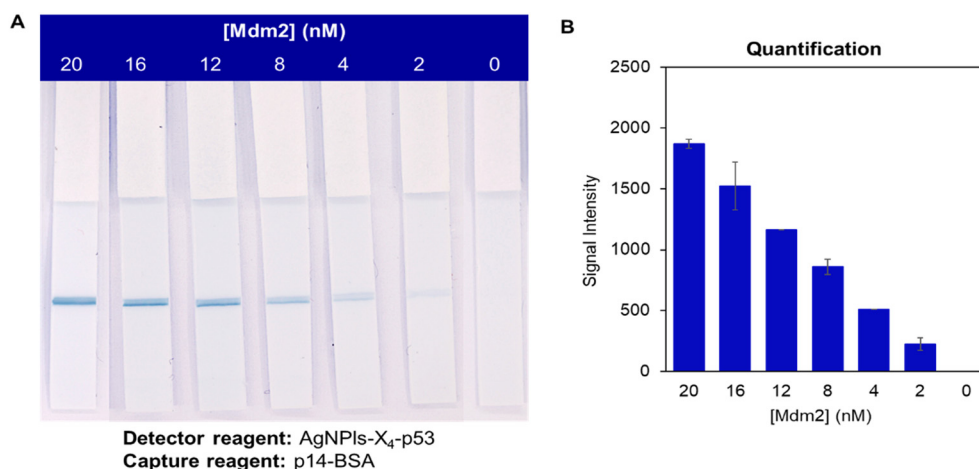 A
[Mdm2] (nM)
20 16 12 8 4 2 0
Detector reagent: AgNPls-X₄-p53
Capture reagent: p14-BSA
B
Quantification
2500
2000
1500
1000
500
0
Signal Intensity
20 16 12 8 4 2 0
[Mdm2] (nM)